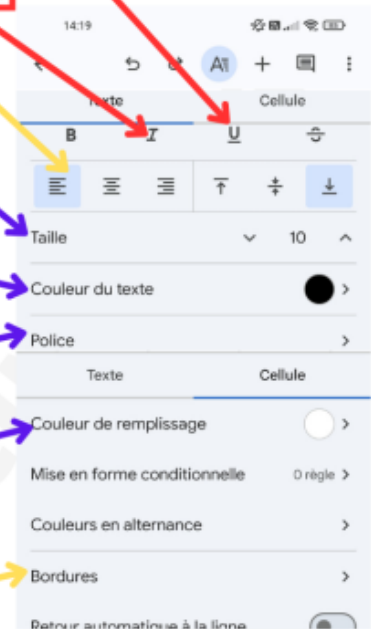 14:19
Texte Cellule
B I U S
Taille 10
Couleur du texte
Police
Texte Cellule
Couleur de remplissage
Mise en forme conditionnelle 0 règle
Couleurs en alternance
Bordures
Retour automatique à la ligne